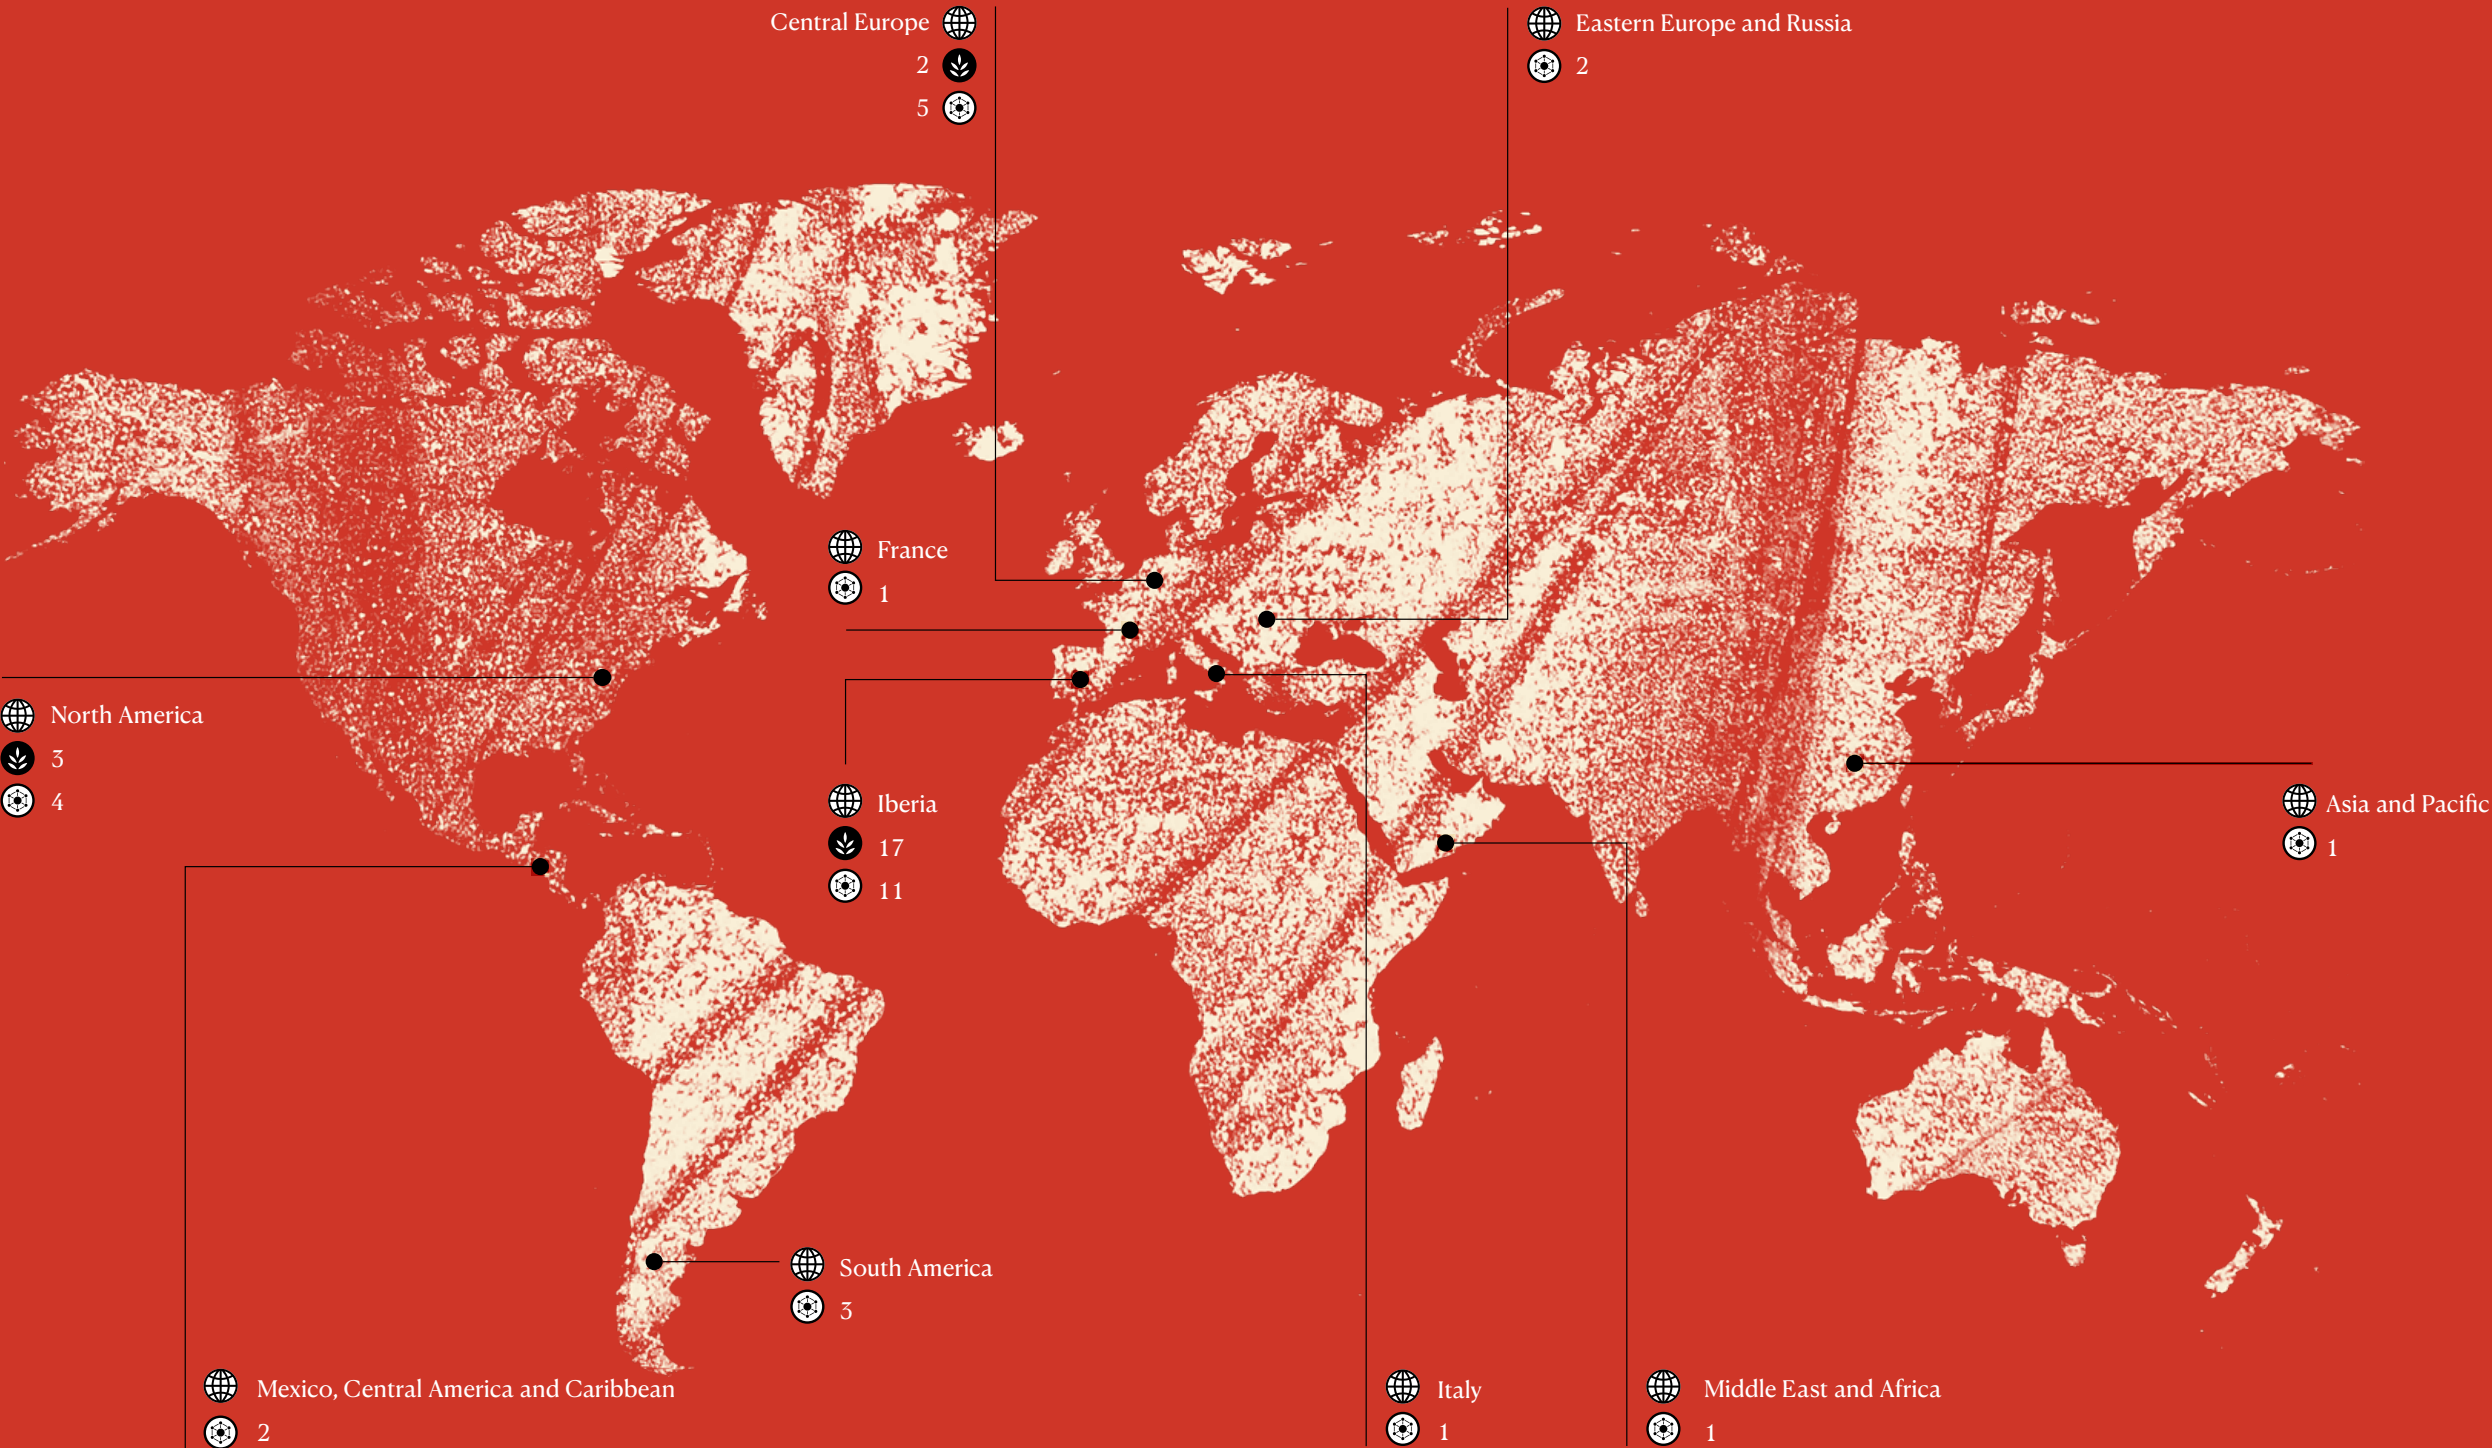 Central Europe
2
5
Eastern Europe and Russia
2
France
1
North America
3
4
Iberia
17
11
Asia and Pacific
1
South America
3
Mexico, Central America and Caribbean
2
Italy
1
Middle East and Africa
1